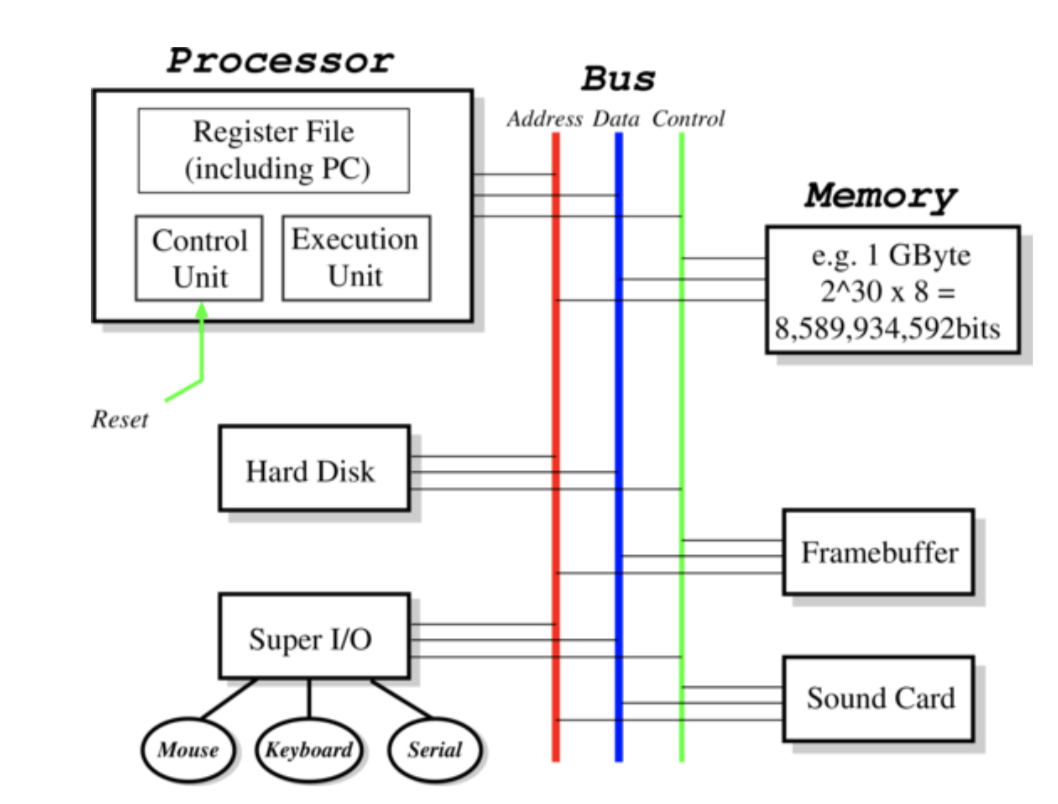 Processor
Register File
(including PC)
Control
Unit
Execution
Unit
Reset
Bus
Address Data Control
Memory
e.g. 1 GByte
2^30 x 8 =
8,589,934,592bits
Hard Disk
Framebuffer
Super I/O
Sound Card
Mouse
Keyboard
Serial